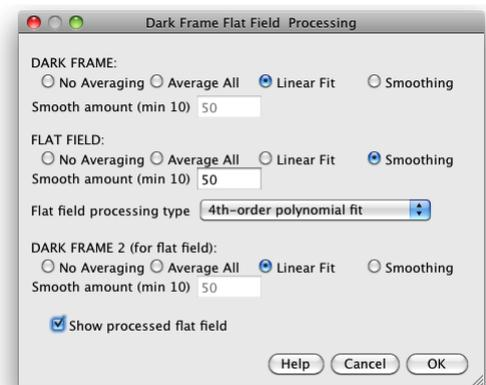 Dark Frame Flat Field Processing
DARK FRAME:
No Averaging Average All Linear Fit Smoothing
Smooth amount (min 10) 50
FLAT FIELD:
No Averaging Average All Linear Fit Smoothing
Smooth amount (min 10) 50
Flat field processing type 4th-order polynomial fit
DARK FRAME 2 (for flat field):
No Averaging Average All Linear Fit Smoothing
Smooth amount (min 10) 50
Show processed flat field
Help Cancel OK